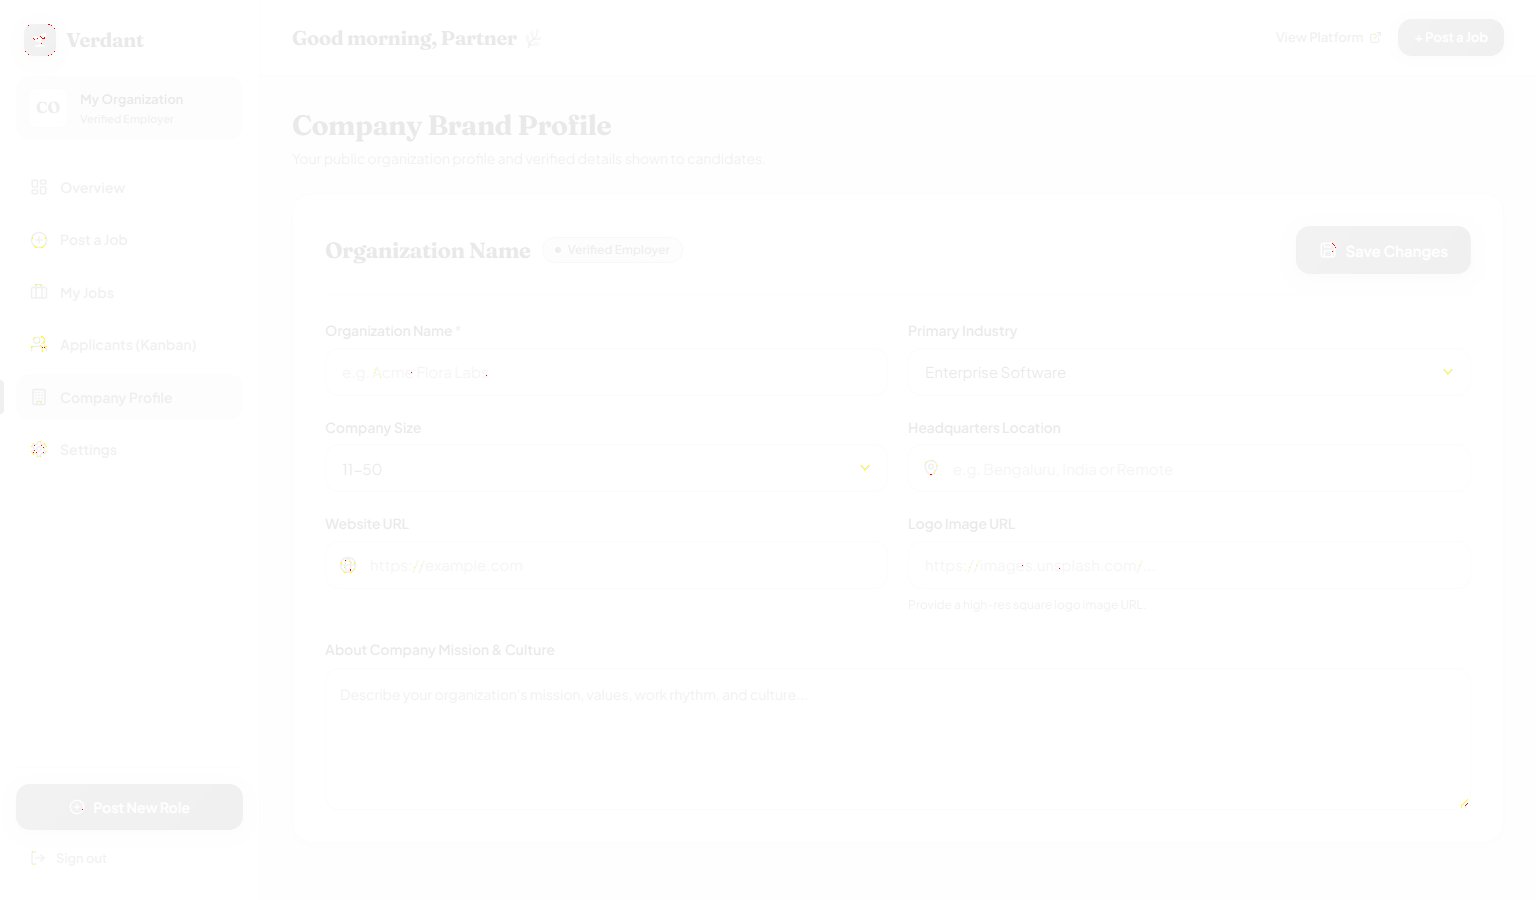 Verdant
Good morning, Partner
View Platform
+ Post a Job
CO
My Organization
Verified Employer
Overview
Post a Job
My Jobs
Applicants (Kanban)
Company Profile
Settings
Company Brand Profile
Your public organization profile and verified details shown to candidates.
Organization Name
Verified Employer
Save Changes
Organization Name *
Primary Industry
e.g. Acme Flora Labs
Enterprise Software
Company Size
Headquarters Location
11–50
e.g. Bengaluru, India or Remote
Website URL
Logo Image URL
https://example.com
https://images.unsplash.com/...
Provide a high-res square logo image URL.
About Company Mission & Culture
Describe your organization's mission, values, work rhythm, and culture...
Post New Role
Sign out